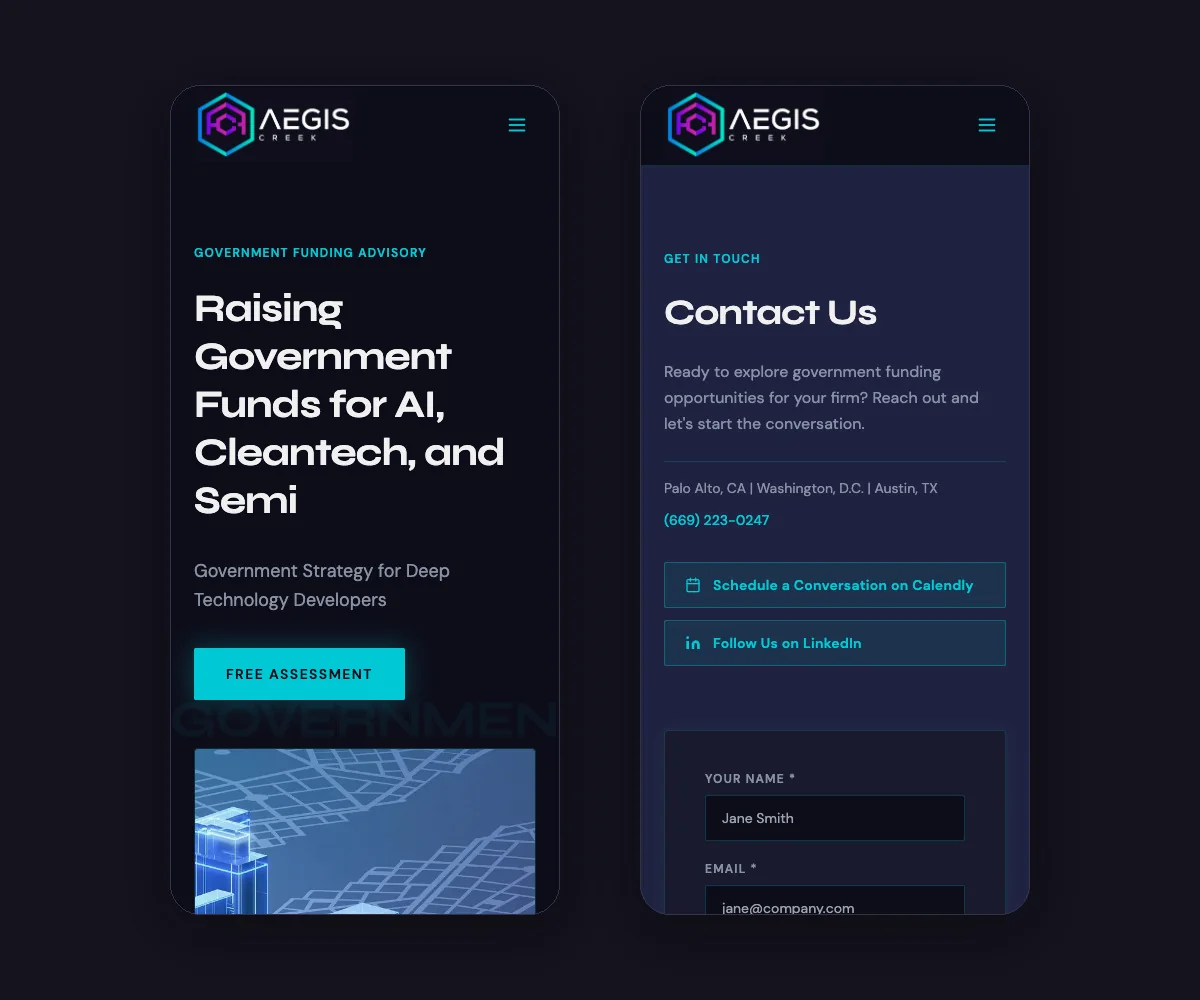 AEGIS
CREEK
GOVERNMENT FUNDING ADVISORY
Raising
Government
Funds for AI,
Cleantech, and
Semi
Government Strategy for Deep
Technology Developers
FREE ASSESSMENT
GOVERNMEN
AEGIS
CREEK
GET IN TOUCH
Contact Us
Ready to explore government funding
opportunities for your firm? Reach out and
let's start the conversation.
Palo Alto, CA | Washington, D.C. | Austin, TX
(669) 223-0247
Schedule a Conversation on Calendly
in Follow Us on LinkedIn
YOUR NAME *
Jane Smith
EMAIL *
jane@company.com